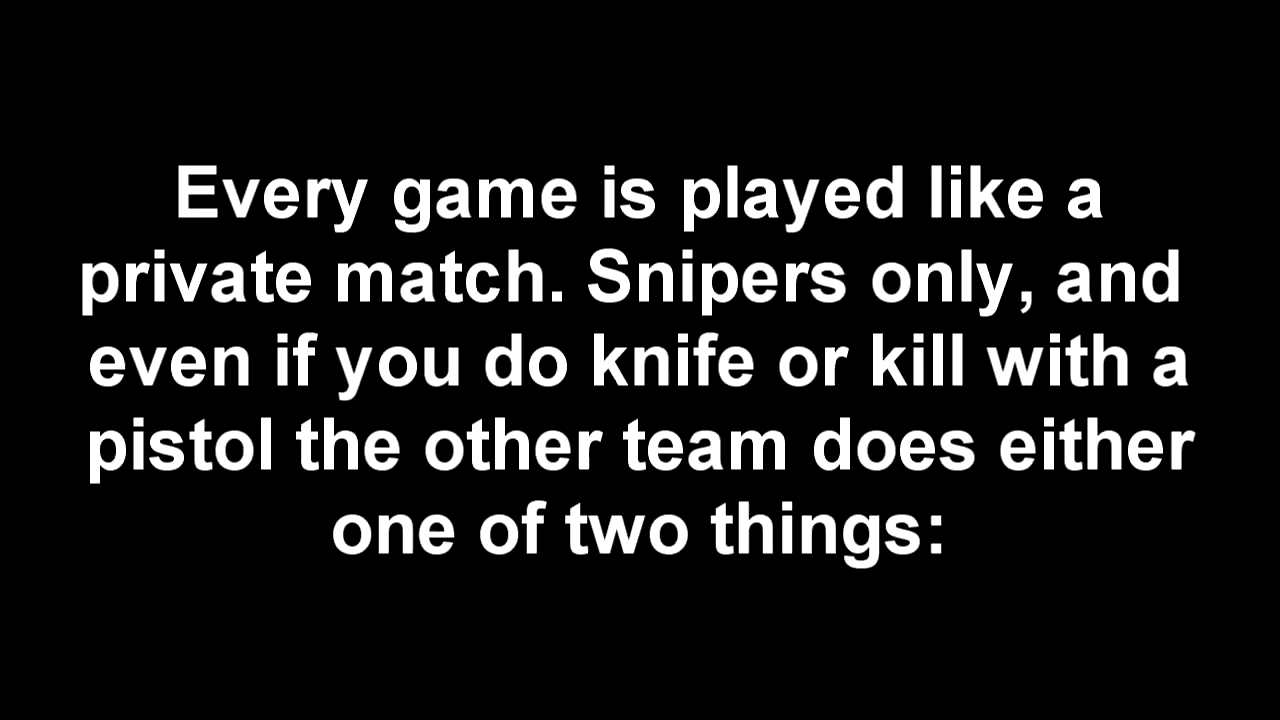 Every game is played like a
private match. Snipers only, and
even if you do knife or kill with a
pistol the other team does either
one of two things: